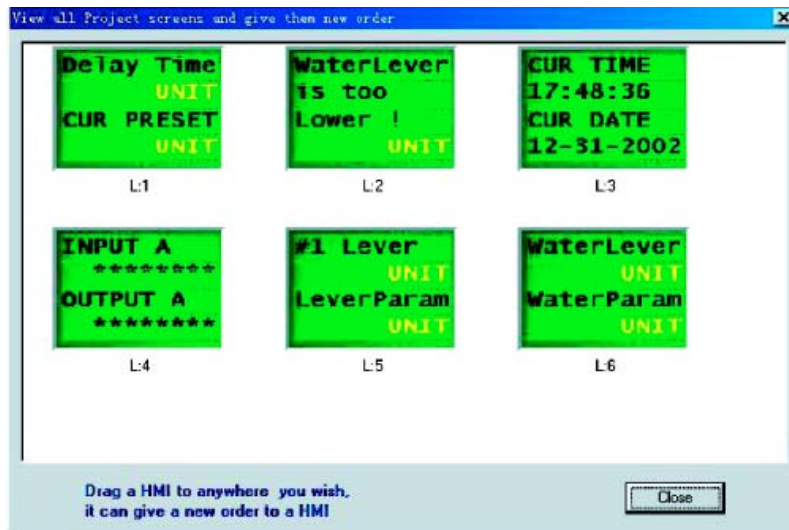 View all Project screens and give them new order
Delay Time
UNIT
CUR PRESET
UNIT
L:1
WaterLever
is too
Lower !
UNIT
L:2
CUR TIME
17:48:36
CUR DATE
12-31-2002
L:3
INPUT A
********
OUTPUT A
********
L:4
#1 Lever
UNIT
LeverParam
UNIT
L:5
WaterLever
UNIT
WaterParam
UNIT
L:6
Drag a HMI to anywhere you wish,
it can give a new order to a HMI
Close